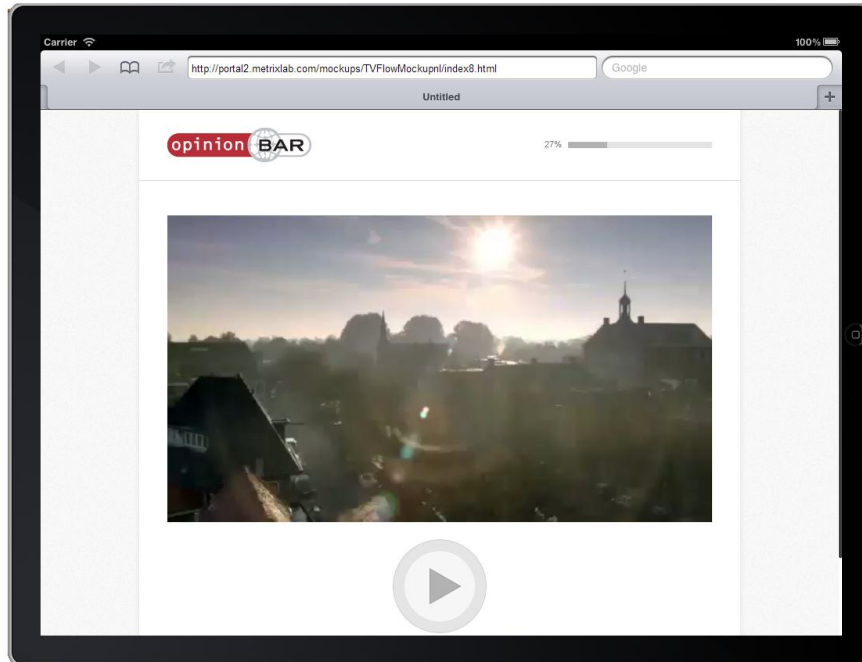 Carrier
100%
http://portal2.metrixlab.com/mockups/TVFlowMockupnl/index8.html
Google
Untitled
opinion BAR
27%